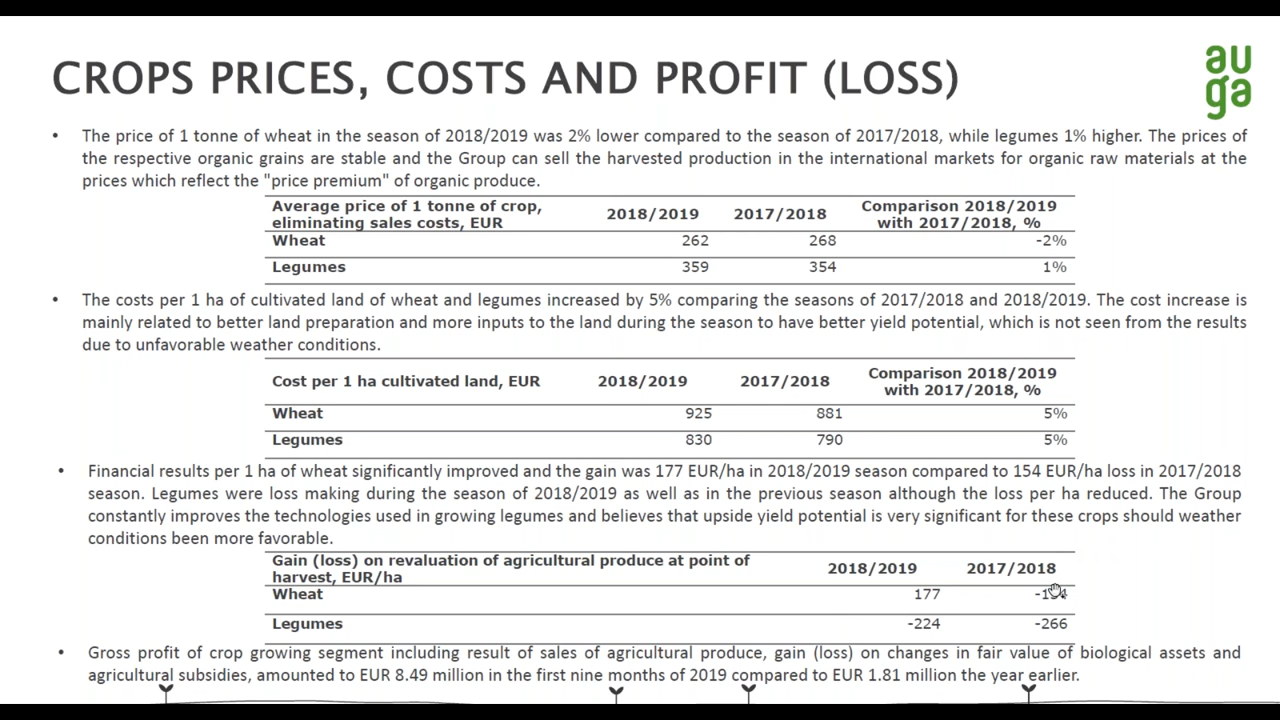 CROPS PRICES, COSTS AND PROFIT (LOSS)
au
ga
• The price of 1 tonne of wheat in the season of 2018/2019 was 2% lower compared to the season of 2017/2018, while legumes 1% higher. The prices of
the respective organic grains are stable and the Group can sell the harvested production in the international markets for organic raw materials at the
prices which reflect the "price premium" of organic produce.
Average price of 1 tonne of crop, eliminating sales costs, EUR 2018/2019 2017/2018 Comparison 2018/2019 with 2017/2018, %
Wheat 262 268 -2%
Legumes 359 354 1%
• The costs per 1 ha of cultivated land of wheat and legumes increased by 5% comparing the seasons of 2017/2018 and 2018/2019. The cost increase is
mainly related to better land preparation and more inputs to the land during the season to have better yield potential, which is not seen from the results
due to unfavorable weather conditions.
Cost per 1 ha cultivated land, EUR 2018/2019 2017/2018 Comparison 2018/2019 with 2017/2018, %
Wheat 925 881 5%
Legumes 830 790 5%
• Financial results per 1 ha of wheat significantly improved and the gain was 177 EUR/ha in 2018/2019 season compared to 154 EUR/ha loss in 2017/2018
season. Legumes were loss making during the season of 2018/2019 as well as in the previous season although the loss per ha reduced. The Group
constantly improves the technologies used in growing legumes and believes that upside yield potential is very significant for these crops should weather
conditions been more favorable.
Gain (loss) on revaluation of agricultural produce at point of harvest, EUR/ha 2018/2019 2017/2018
Wheat 177 -154
Legumes -224 -266
• Gross profit of crop growing segment including result of sales of agricultural produce, gain (loss) on changes in fair value of biological assets and
agricultural subsidies, amounted to EUR 8.49 million in the first nine months of 2019 compared to EUR 1.81 million the year earlier.